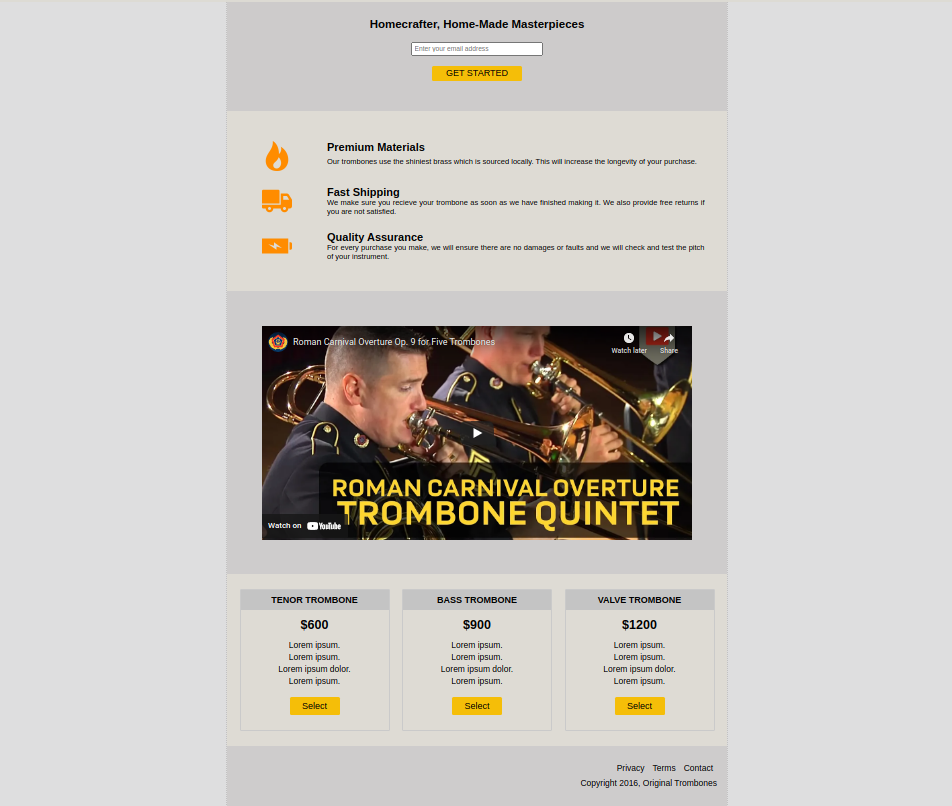 Homecrafter, Home-Made Masterpieces
Enter your email address
GET STARTED
Premium Materials
Our trombones use the shiniest brass which is sourced locally. This will increase the longevity of your purchase.
Fast Shipping
We make sure you recieve your trombone as soon as we have finished making it. We also provide free returns if
you are not satisfied.
Quality Assurance
For every purchase you make, we will ensure there are no damages or faults and we will check and test the pitch
of your instrument.
Roman Carnival Overture Op. 9 for Five Trombones
Watch later Share
ROMAN CARNIVAL OVERTURE
TROMBONE QUINTET
Watch on YouTube
TENOR TROMBONE
$600
Lorem ipsum.
Lorem ipsum.
Lorem ipsum dolor.
Lorem ipsum.
Select
BASS TROMBONE
$900
Lorem ipsum.
Lorem ipsum.
Lorem ipsum dolor.
Lorem ipsum.
Select
VALVE TROMBONE
$1200
Lorem ipsum.
Lorem ipsum.
Lorem ipsum dolor.
Lorem ipsum.
Select
Privacy Terms Contact
Copyright 2016, Original Trombones